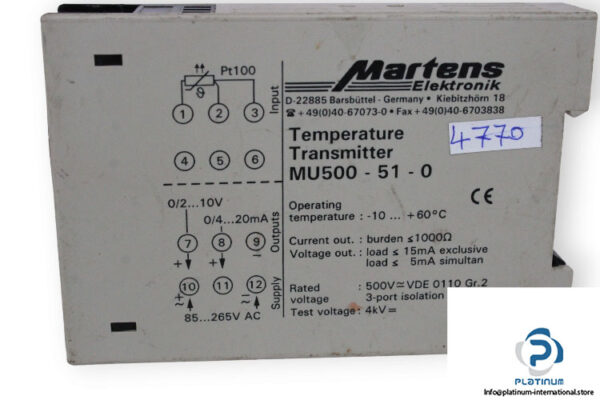 Martens
Elektronik
D-22885 Barsbüttel - Germany • Kiebitzhörn 18
☎ +49(0)40-67073-0 • Fax +49(0)40-6703838
Pt100
ϑ
Input
1 2 3
4 5 6
Temperature
Transmitter
MU500 - 51 - 0
4770
CE
Operating
temperature : -10 ... +60°C
Current out. : burden ≤ 1000Ω
Voltage out. : load ≤ 15mA exclusive
load ≤ 5mA simultan
Rated : 500V≃ VDE 0110 Gr.2
voltage 3-port isolation
Test voltage : 4kV=
0/2...10V
0/4...20mA
Outputs
7 8 9
+ + −
Supply
10 11 12
85...265V AC
PLATINUM
info@platinum-international.store